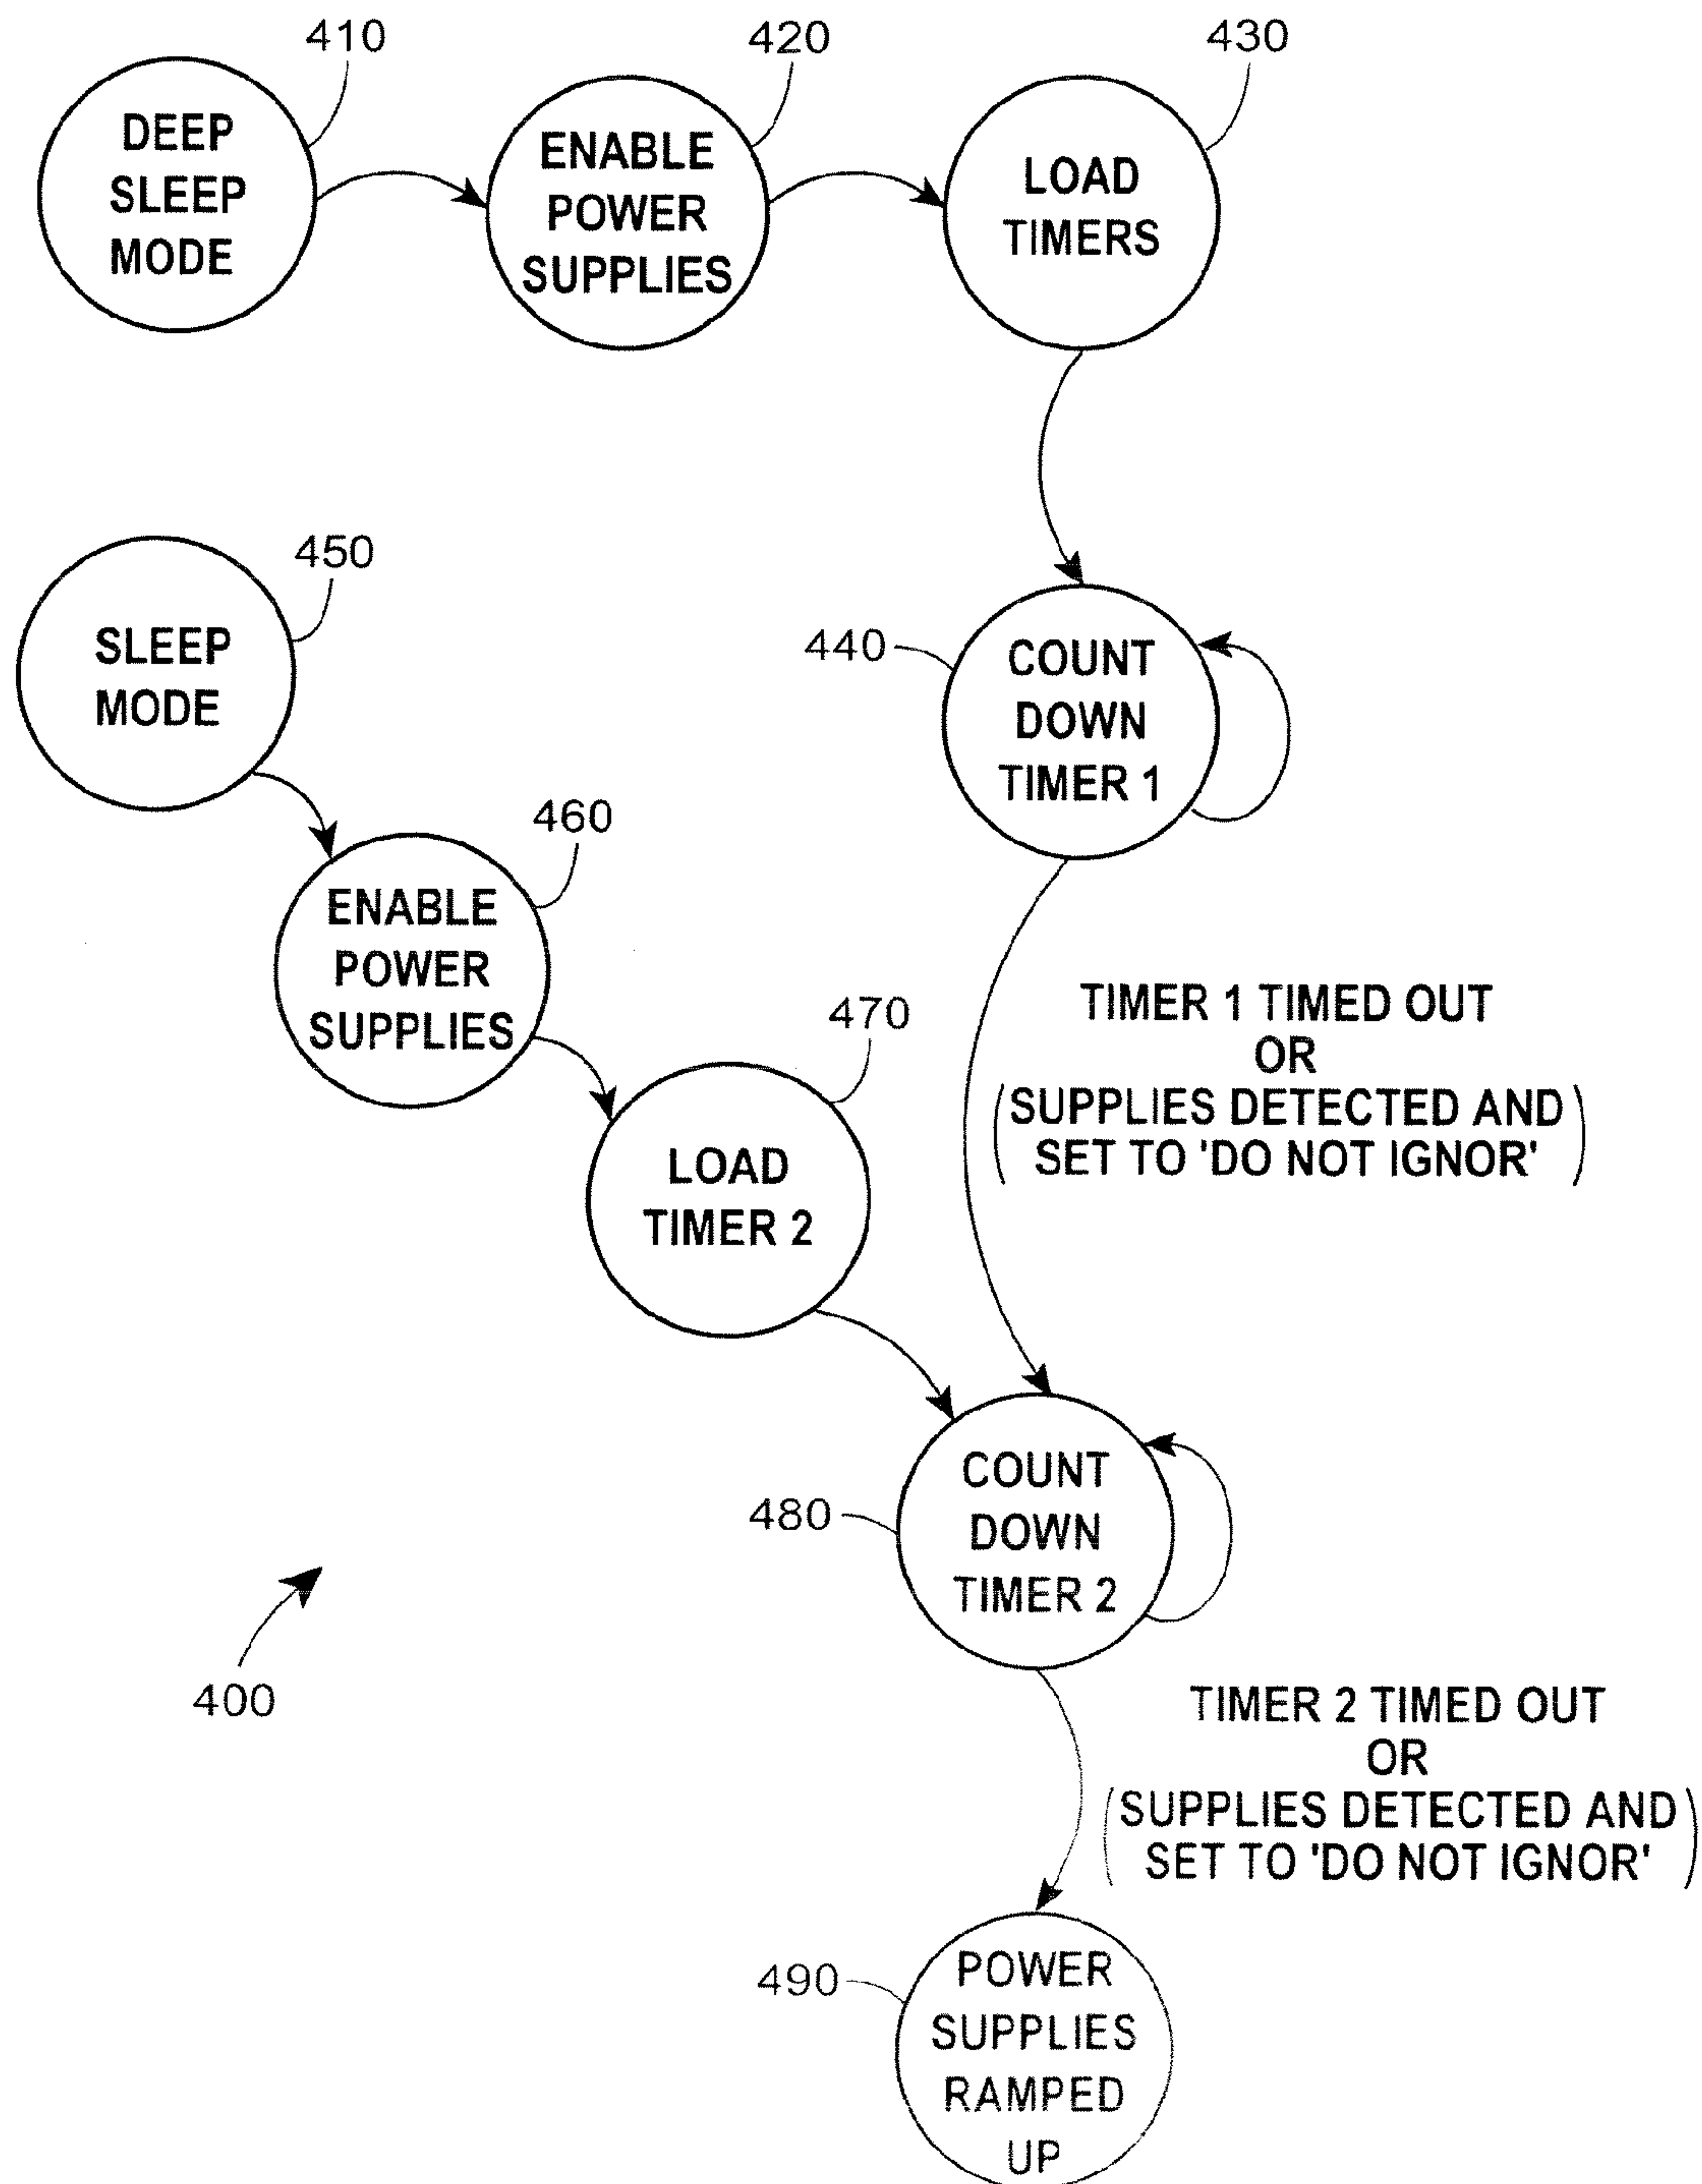 410
420
430
DEEP
SLEEP
MODE
ENABLE
POWER
SUPPLIES
LOAD
TIMERS
450
SLEEP
MODE
440
COUNT
DOWN
TIMER 1
460
ENABLE
POWER
SUPPLIES
470
LOAD
TIMER 2
TIMER 1 TIMED OUT
OR
(SUPPLIES DETECTED AND
SET TO 'DO NOT IGNOR')
480
COUNT
DOWN
TIMER 2
400
TIMER 2 TIMED OUT
OR
(SUPPLIES DETECTED AND
SET TO 'DO NOT IGNOR')
490
POWER
SUPPLIES
RAMPED
UP